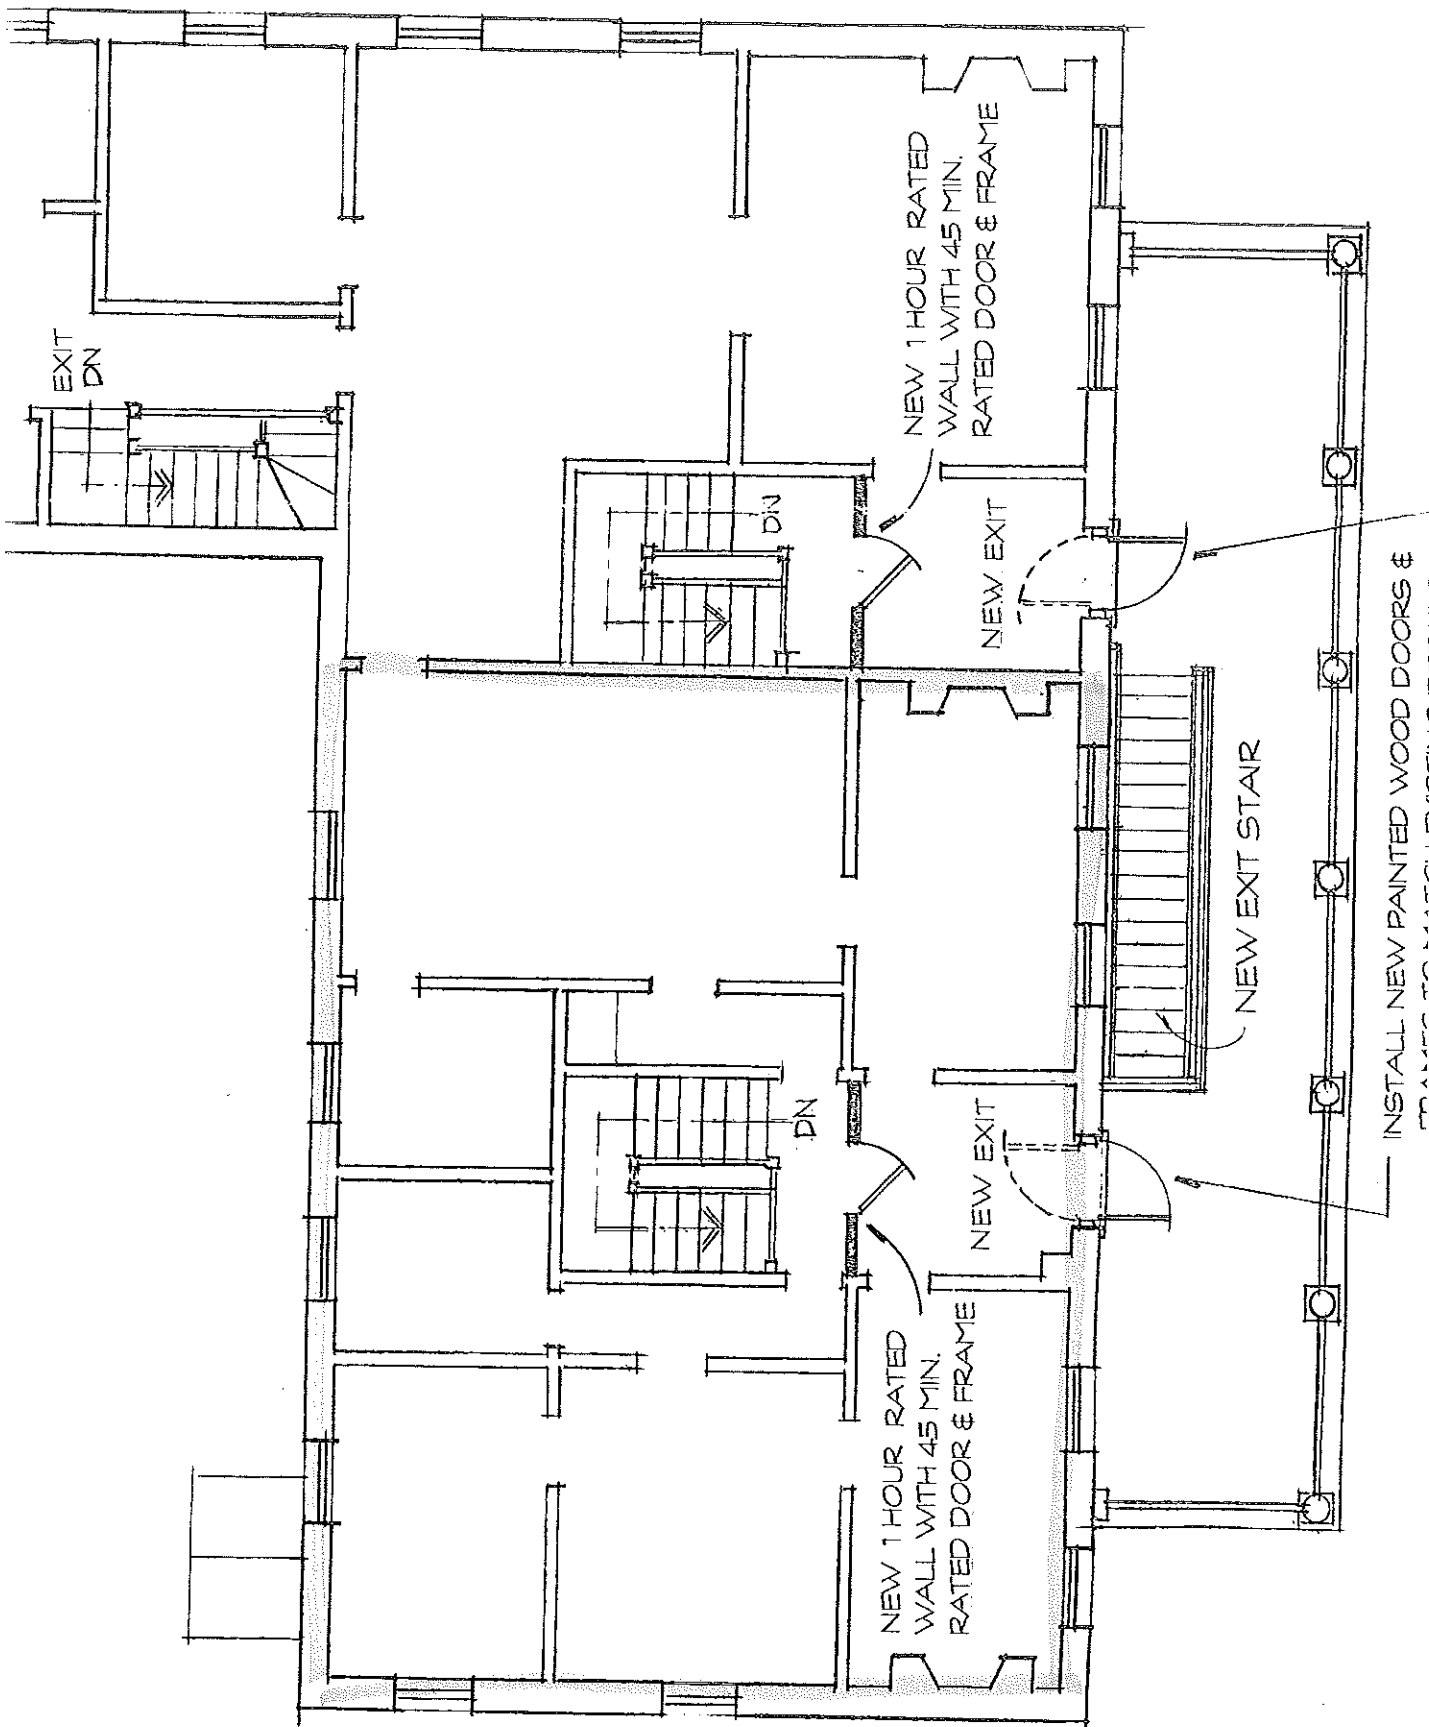 EXIT
DN
NEW 1 HOUR RATED
WALL WITH 45 MIN.
RATED DOOR & FRAME
DN
NEW EXIT
NEW EXIT STAIR
DN
NEW EXIT
NEW 1 HOUR RATED
WALL WITH 45 MIN.
RATED DOOR & FRAME
INSTALL NEW PAINTED WOOD DOORS &